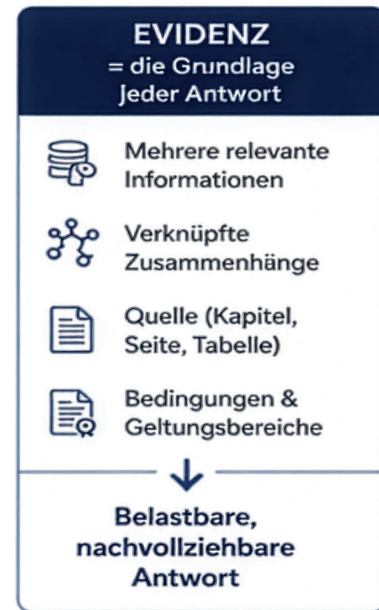 EVIDENZ
= die Grundlage
Jeder Antwort
Mehrere relevante
Informationen
Verknüpfte
Zusammenhänge
Quelle (Kapitel,
Seite, Tabelle)
Bedingungen &
Geltungsbereiche
Belastbare,
nachvollziehbare
Antwort